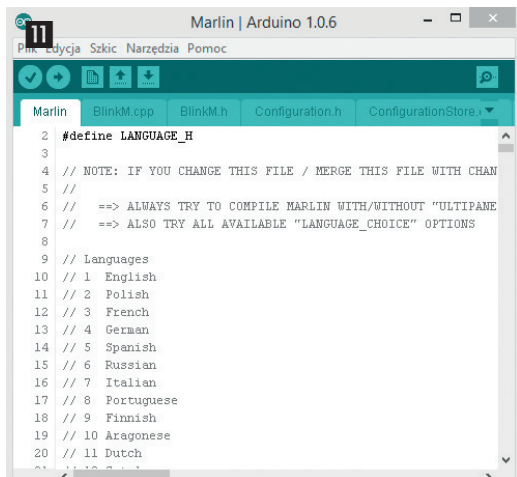 Marlin | Arduino 1.0.6
11
Edycja Szkic Narzędzia Pomoc
Marlin BlinkM.cpp BlinkM.h Configuration.h ConfigurationStore.
2 #define LANGUAGE_H
3
4 // NOTE: IF YOU CHANGE THIS FILE / MERGE THIS FILE WITH CHAN
5 //
6 // ==> ALWAYS TRY TO COMPILE MARLIN WITH/WITHOUT "ULTIPANE
7 // ==> ALSO TRY ALL AVAILABLE "LANGUAGE_CHOICE" OPTIONS
8
9 // Languages
10 // 1 English
11 // 2 Polish
12 // 3 French
13 // 4 German
14 // 5 Spanish
15 // 6 Russian
16 // 7 Italian
17 // 8 Portuguese
18 // 9 Finnish
19 // 10 Aragonese
20 // 11 Dutch